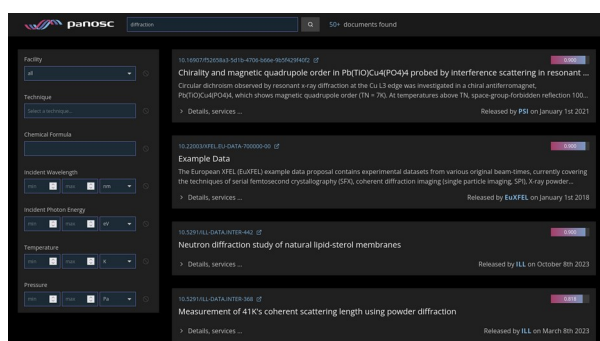 panosc
diffraction
50+ documents found
Facility
all
Technique
Select a technique...
Chemical Formula
Incident Wavelength
min max nm
Incident Photon Energy
min max eV
Temperature
min max K
Pressure
min max Pa
10.16907/f52658a3-5d1b-4706-b66e-9b5f429f40f2
0.900
Chirality and magnetic quadrupole order in Pb(TiO)Cu4(PO4)4 probed by interference scattering in resonant ...
Circular dichroism observed by resonant x-ray diffraction at the Cu L3 edge was investigated in a chiral antiferromagnet,
Pb(TiO)Cu4(PO4)4, which shows magnetic quadrupole order (TN = 7K). At temperatures above TN, space-group-forbidden reflection 100...
> Details, services ...
Released by PSI on January 1st 2021
10.22003/XFEL.EU-DATA-700000-00
0.900
Example Data
The European XFEL (EuXFEL) example data proposal contains experimental datasets from various original beam-times, currently covering
the techniques of serial femtosecond crystallography (SFX), coherent diffraction imaging (single particle imaging, SPI), X-ray powder...
> Details, services ...
Released by EuXFEL on January 1st 2018
10.5291/ILL-DATA.INTER-442
0.900
Neutron diffraction study of natural lipid-sterol membranes
> Details, services ...
Released by ILL on October 8th 2023
10.5291/ILL-DATA.INTER-368
0.818
Measurement of 41K's coherent scattering length using powder diffraction
> Details, services ...
Released by ILL on March 8th 2023